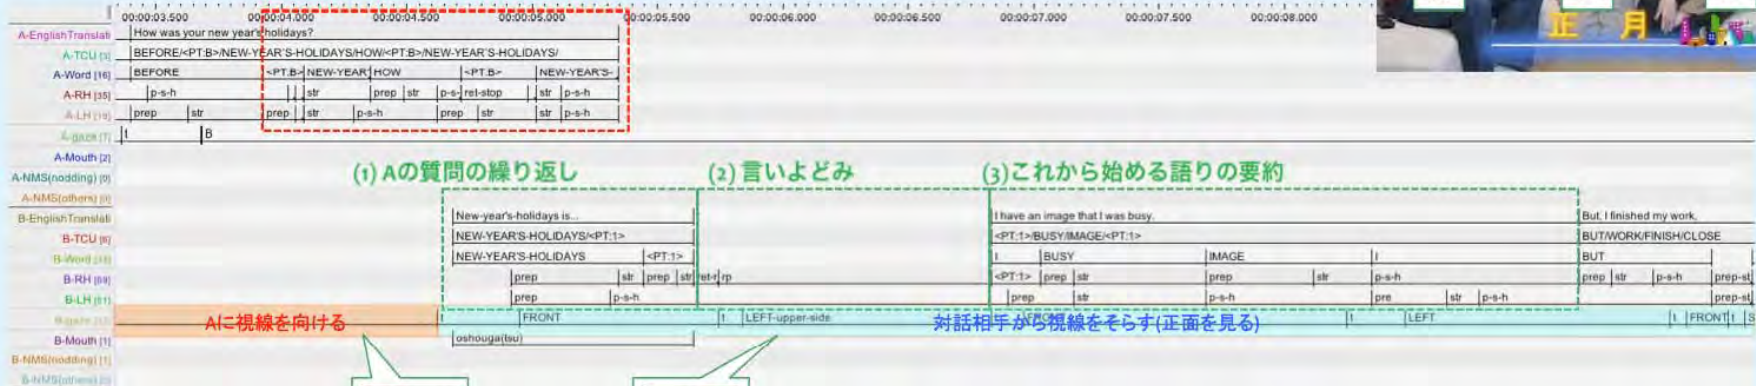 00:00:03.500 00:00:04.000 00:00:04.500 00:00:05.000 00:00:05.500 00:00:06.000 00:00:06.500 00:00:07.000 00:00:07.500 00:00:08.000
正月
A-EnglishTranslati How was your new year's holidays?
A-TCU [3] BEFORE/<PT:B>/NEW-YEAR'S-HOLIDAYS/HOW/<PT:B>/NEW-YEAR'S-HOLIDAYS/
A-Word [16] BEFORE <PT:B> NEW-YEAR' HOW <PT:B> NEW-YEAR'S-
A-RH [35] p-s-h str prep str p-s- ret-stop str p-s-h
A-LH [19] prep str prep str p-s-h prep str str p-s-h
A-gaze [7] t B
A-Mouth [2]
A-NMS(nodding) [0]
A-NMS(others) [0]
(1) Aの質問の繰り返し (2) 言いよどみ (3)これから始める語りの要約
B-EnglishTranslati New-year's-holidays is... I have an image that I was busy. But, I finished my work,
B-TCU [6] NEW-YEAR'S-HOLIDAYS/<PT:1> <PT:1>/BUSY/IMAGE/<PT:1> BUT/WORK/FINISH/CLOSE
B-Word NEW-YEAR'S-HOLIDAYS <PT:1> I BUSY IMAGE I BUT
B-RH [69] prep str prep str ret-r rp <PT:1> prep str prep str p-s-h prep str p-s-h prep-st
B-LH [61] prep p-s-h prep str p-s-h pre str p-s-h prep-st
B-gaze Aに視線を向ける FRONT t LEFT-upper-side 対話相手から視線をそらす(正面を見る) t LEFT t FRONT t S
B-Mouth [1] oshouga(tsu)
B-NMS(nodding) [1]
B-NMS(others)